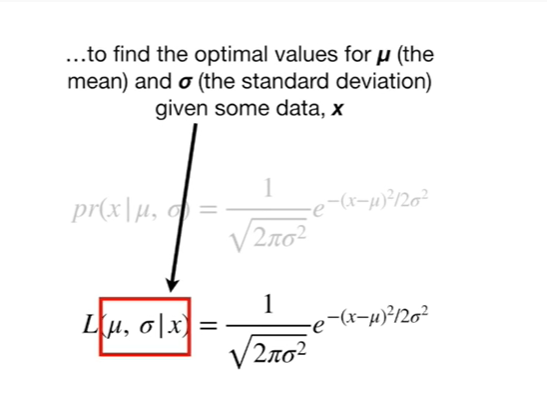 ...to find the optimal values for μ (the
mean) and σ (the standard deviation)
given some data, x
pr(x|μ, σ) = 1/√2πσ² e^−(x−μ)²/2σ²
L(μ, σ|x) = 1/√2πσ² e^−(x−μ)²/2σ²